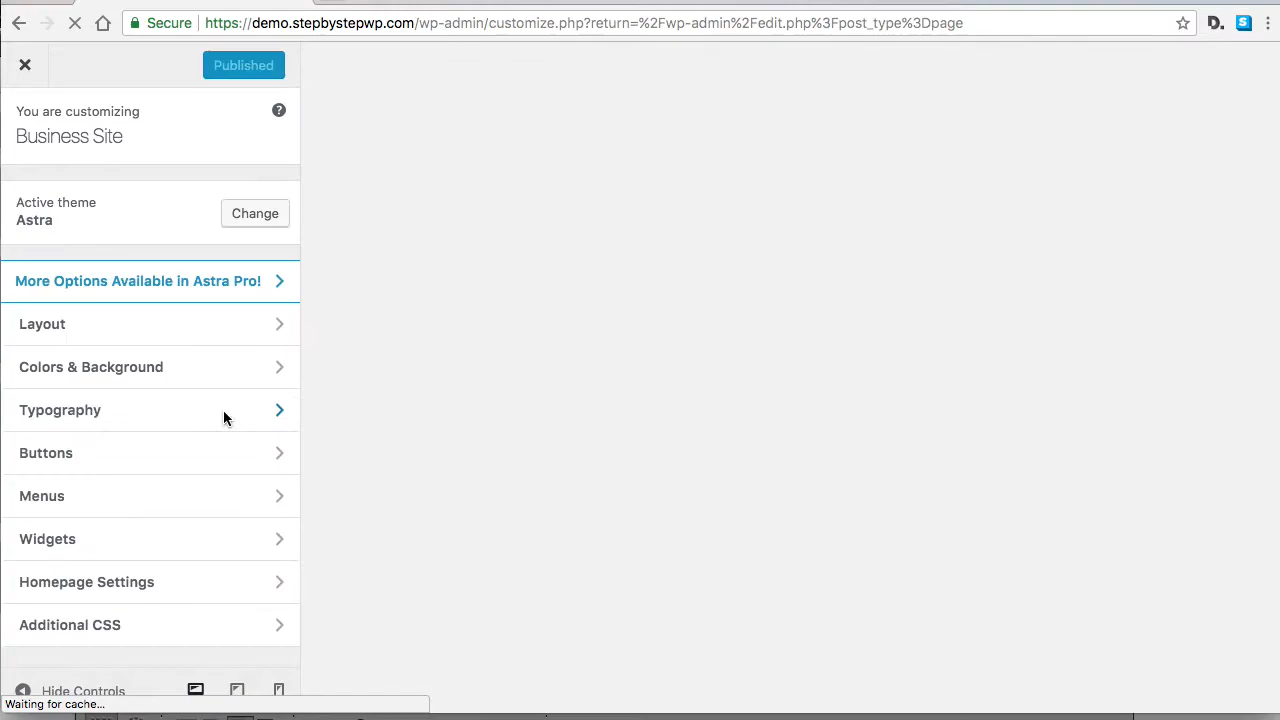 Secure https://demo.stepbystepwp.com/wp-admin/customize.php?return=%2Fwp-admin%2Fedit.php%3Fpost_type%3Dpage
D.
S
Published
You are customizing
Business Site
Active theme
Astra
Change
More Options Available in Astra Pro!
Layout
Colors & Background
Typography
Buttons
Menus
Widgets
Homepage Settings
Additional CSS
Hide Controls
Waiting for cache...